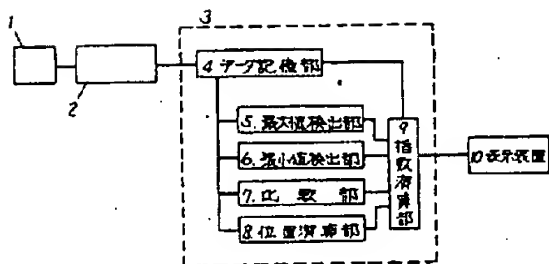 1
2
3
4 データ記憶部
5. 最大値検出部
6. 最小値検出部
7. 比較部
8. 位置演算部
9 指数演算部
10 表示装置